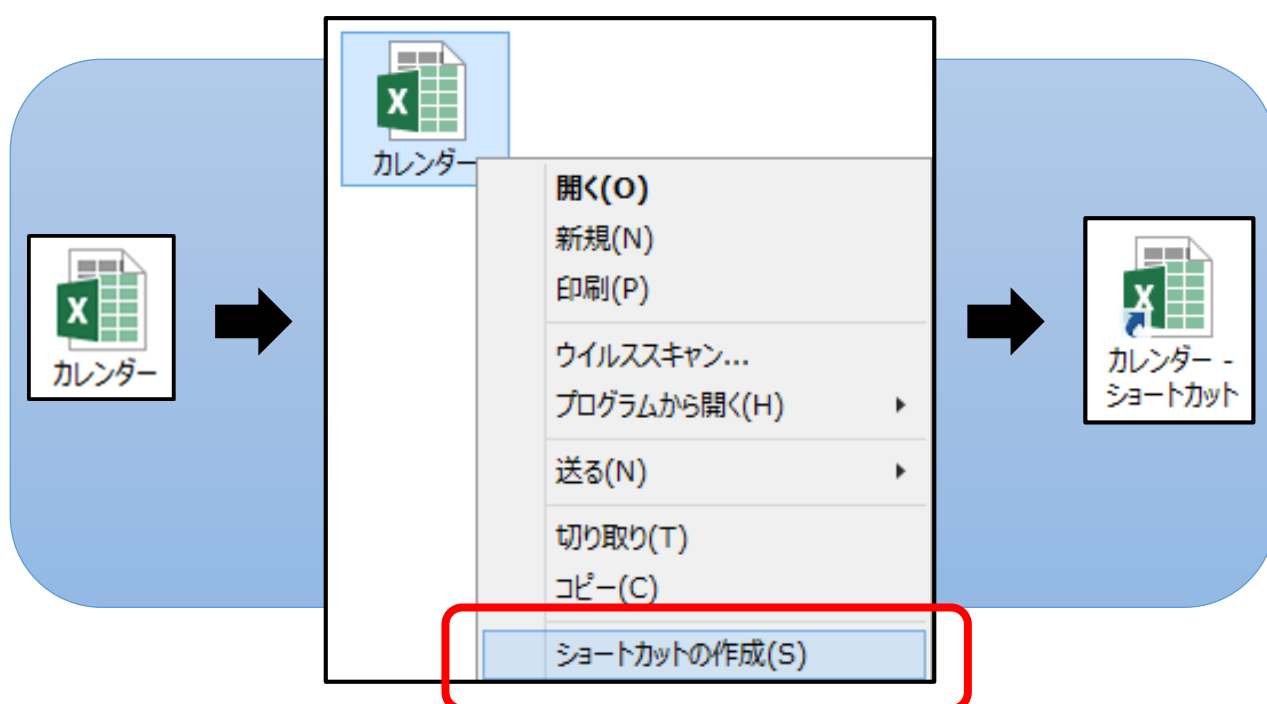 カレンダー
カレンダー
開く(O)
新規(N)
印刷(P)
ウイルススキャン...
プログラムから開く(H)
送る(N)
切り取り(T)
コピー(C)
ショートカットの作成(S)
カレンダー -
ショートカット